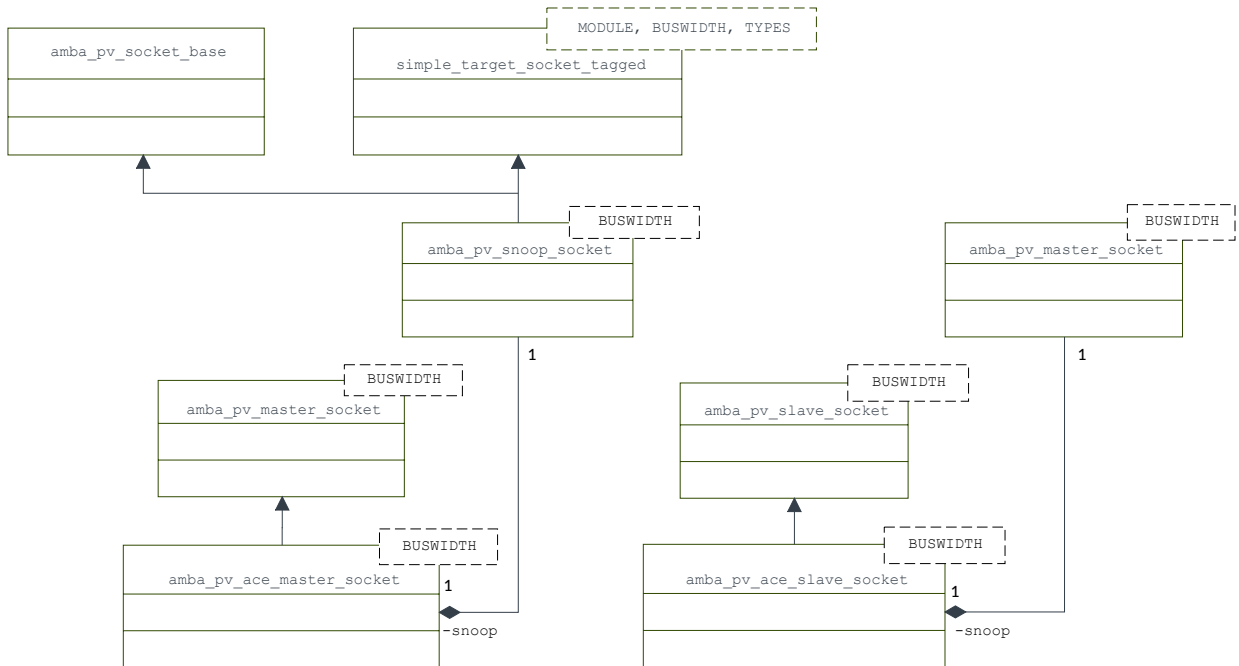 MODULE, BUSWIDTH, TYPES
amba_pv_socket_base
simple_target_socket_tagged
BUSWIDTH
BUSWIDTH
amba_pv_snoop_socket
amba_pv_master_socket
1
1
BUSWIDTH
BUSWIDTH
amba_pv_master_socket
amba_pv_slave_socket
BUSWIDTH
BUSWIDTH
amba_pv_ace_master_socket
1
amba_pv_ace_slave_socket
1
-snoop
-snoop